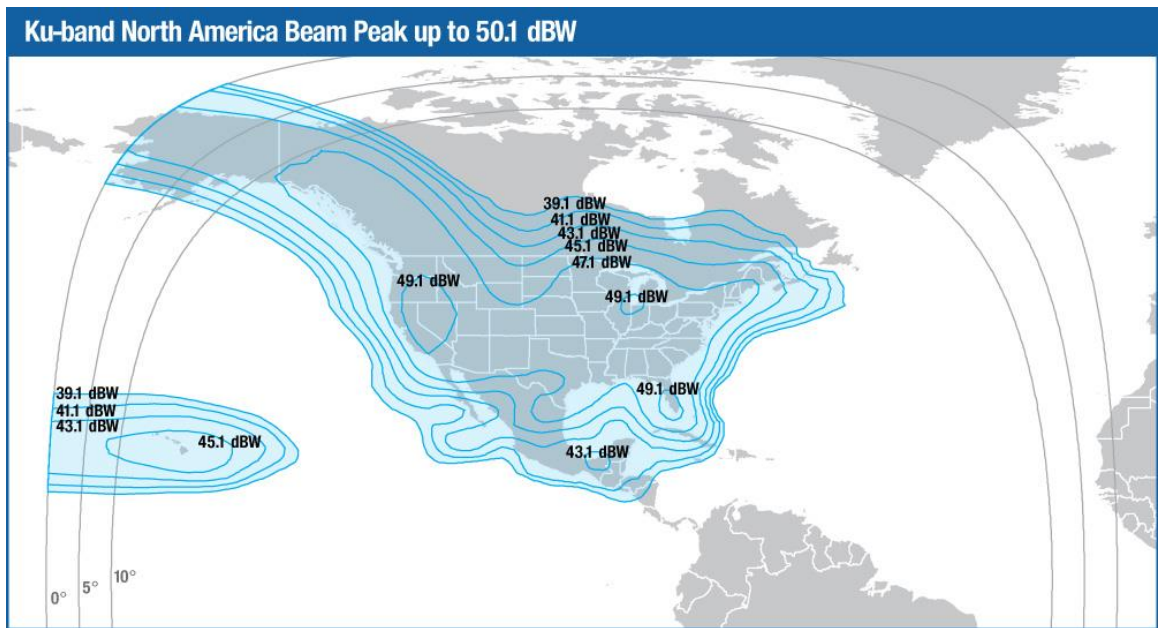 Ku-band North America Beam Peak up to 50.1 dBW
39.1 dBW
41.1 dBW
43.1 dBW
45.1 dBW
47.1 dBW
49.1 dBW
49.1 dBW
49.1 dBW
39.1 dBW
41.1 dBW
43.1 dBW
45.1 dBW
43.1 dBW
0°
5°
10°